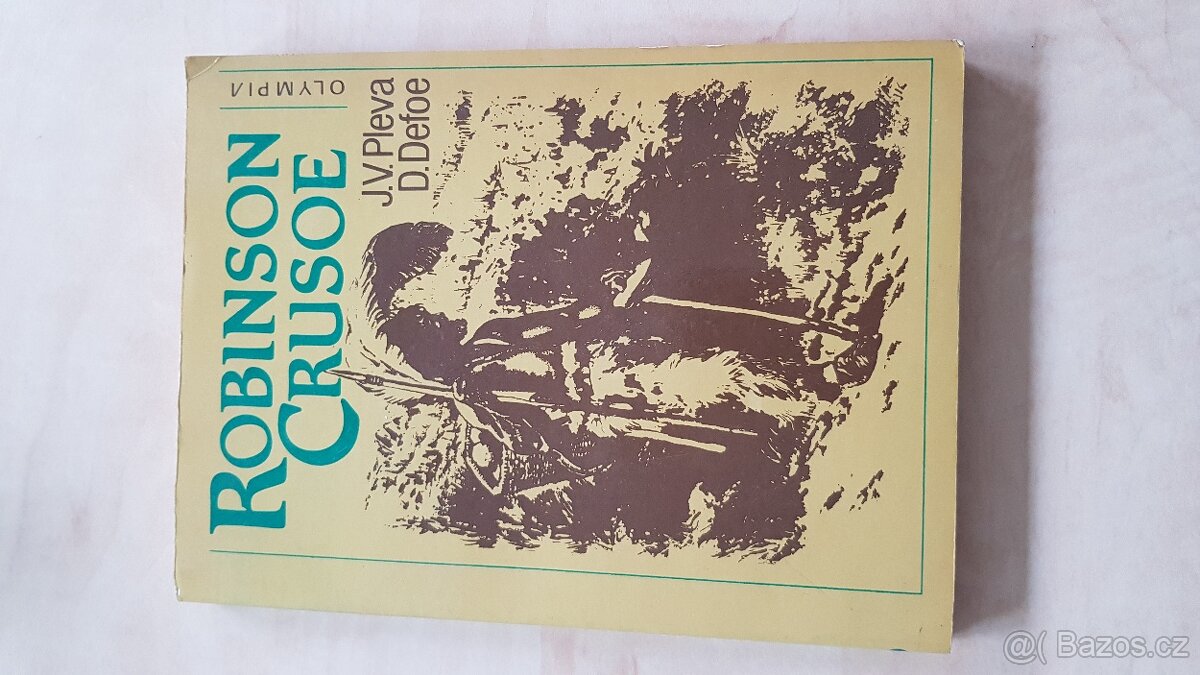 ROBINSON
CRUSOE
OLYMPIA
J.V. Pleva
D. Defoe
@( Bazos.cz